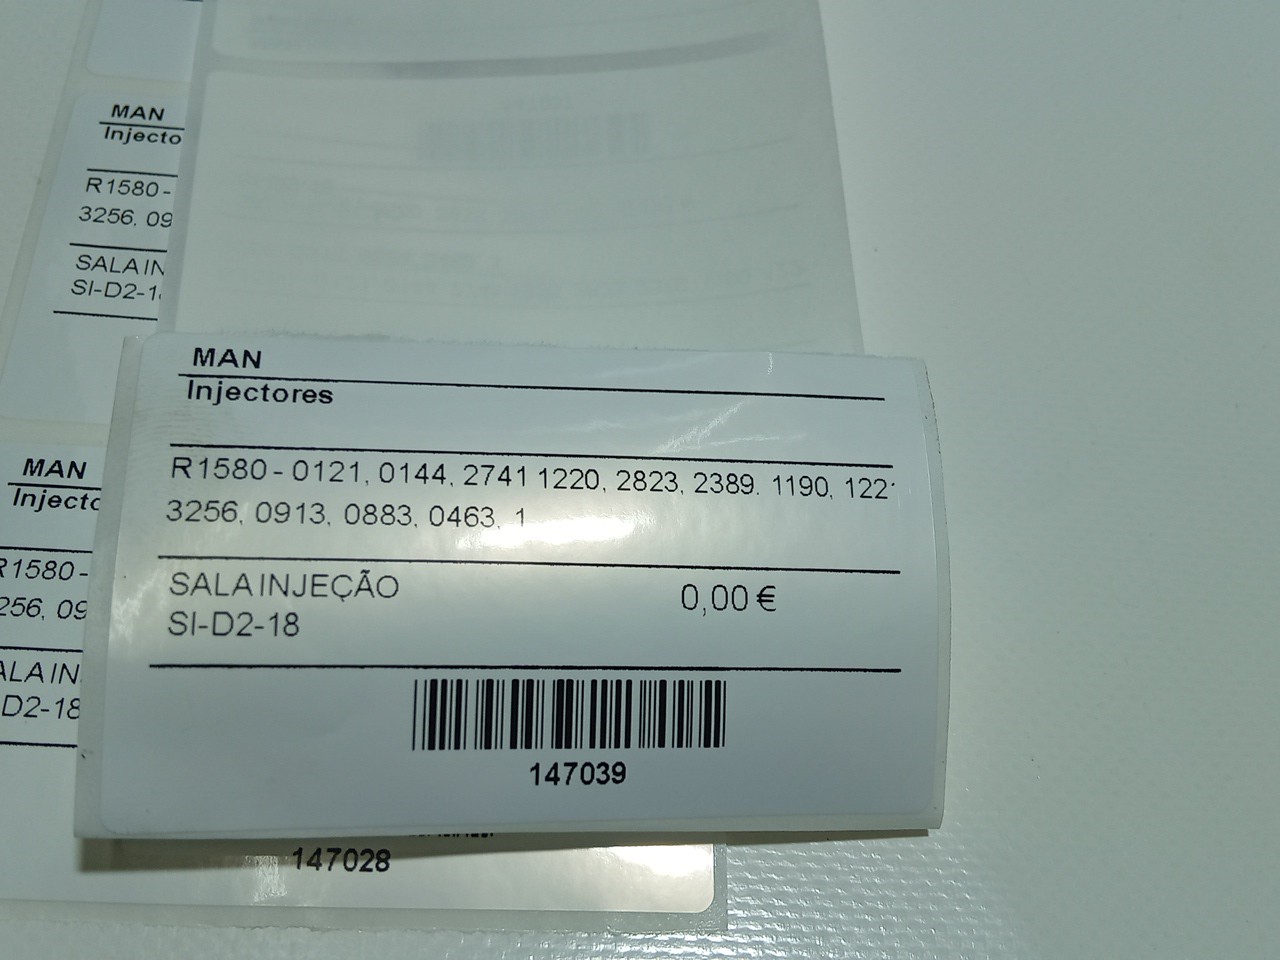 MAN
Injecto
R1580-
3256, 09
SALA IN
SI-D2-1
MAN
Injectores
R1580 - 0121, 0144, 2741 1220, 2823, 2389. 1190, 122
3256, 0913, 0883, 0463, 1
SALA INJEÇÃO
0,00 €
SI-D2-18
147039
MAN
Injecto
R1580-
256, 09
ALA IN
D2-18
147028